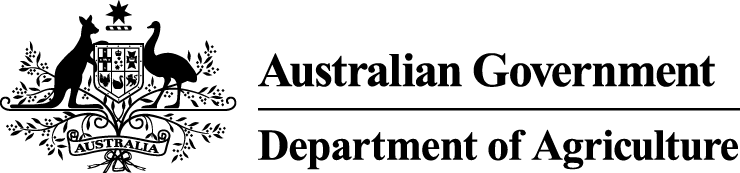 Australian Government
Department of Agriculture
AUSTRALIA